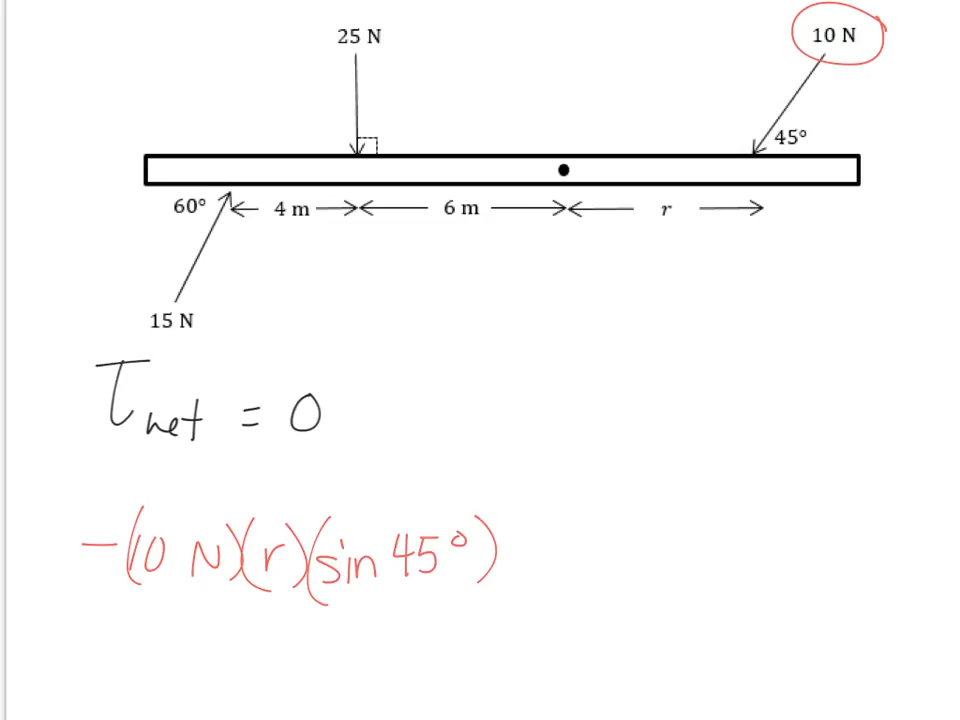 25 N 10 N
45°
60° 4 m 6 m r
15 N
τnet = 0
-(10 N)(r)(sin 45°)